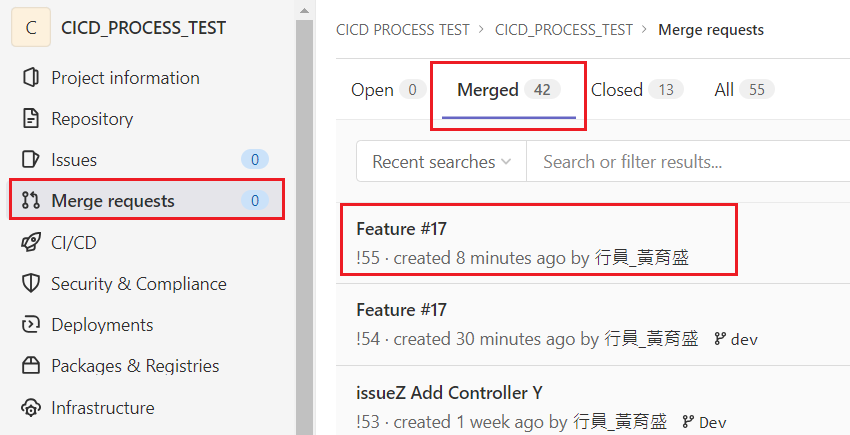 C CICD_PROCESS_TEST
Project information
Repository
Issues 0
Merge requests 0
CI/CD
Security & Compliance
Deployments
Packages & Registries
Infrastructure
CICD PROCESS TEST > CICD_PROCESS_TEST > Merge requests
Open 0 Merged 42 Closed 13 All 55
Recent searches Search or filter results...
Feature #17
!55 · created 8 minutes ago by 行員_黃育盛
Feature #17
!54 · created 30 minutes ago by 行員_黃育盛 dev
issueZ Add Controller Y
!53 · created 1 week ago by 行員_黃育盛 Dev